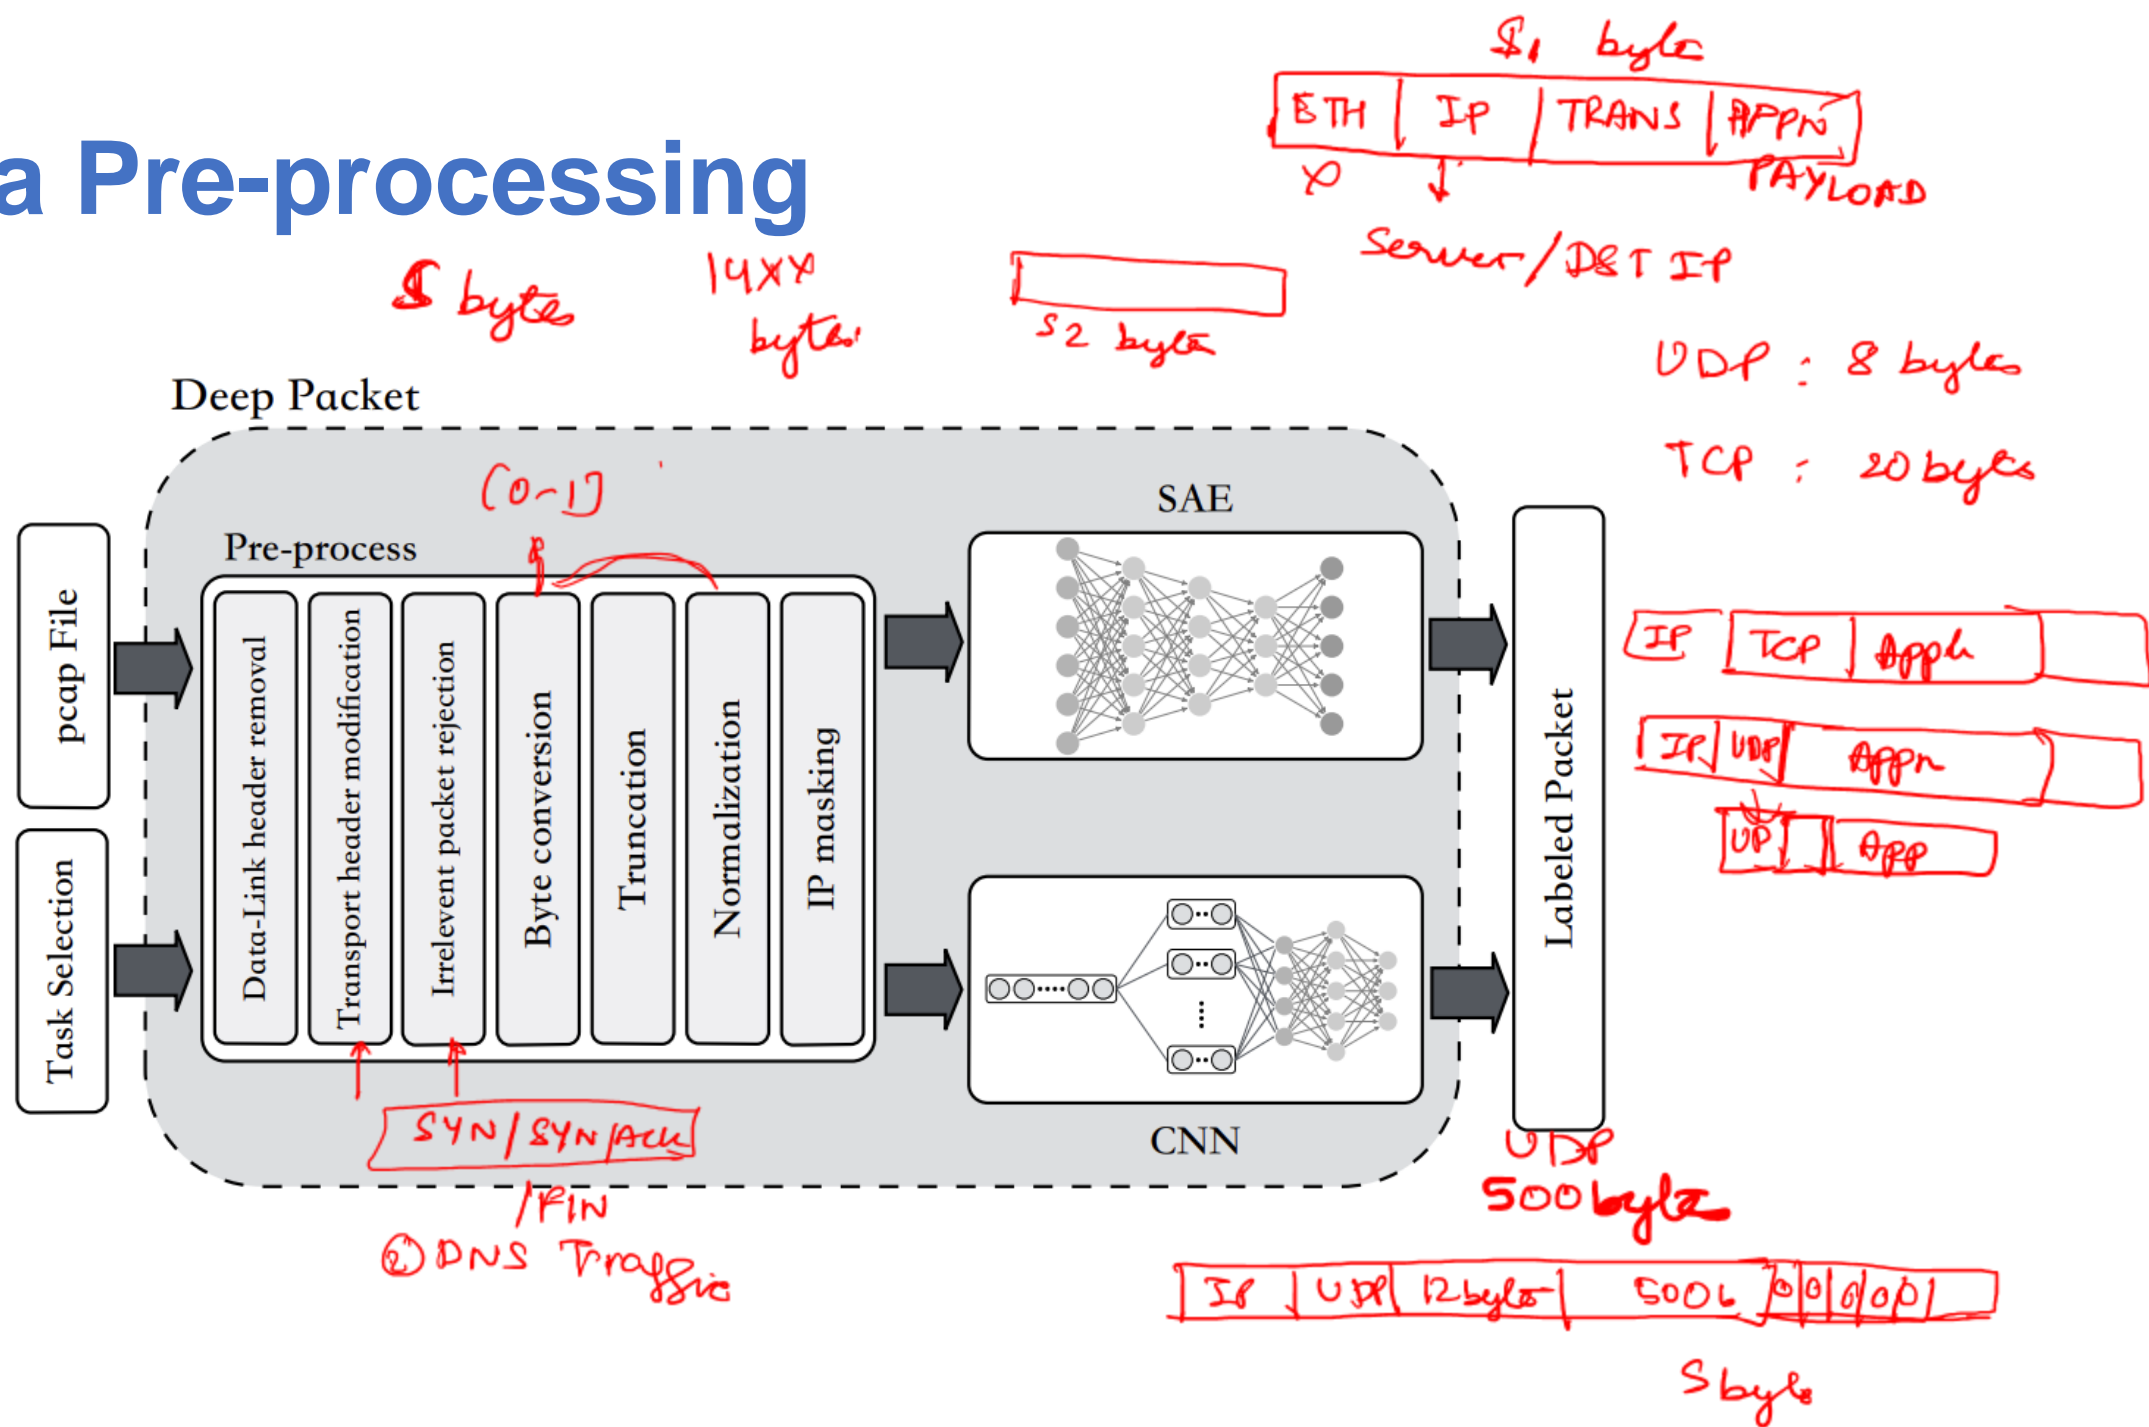 a Pre-processing
S1 byte
ETH IP TRANS APPN
X PAYLOAD
Server/DST IP
S bytes
14XX
bytes
S2 byte
UDP : 8 bytes
TCP : 20 bytes
Deep Packet
[0-1]
Pre-process
pcap File
Task Selection
Data-Link header removal
Transport header modification
Irrelevent packet rejection
Byte conversion
Truncation
Normalization
IP masking
SAE
CNN
Labeled Packet
IP TCP Appn
IP UDP Appn
UP App
SYN/SYN/Ack
/FIN
② DNS Traffic
UDP
500 byte
IP UDP 12 byte 500b 0 0 0 0 0
S byte